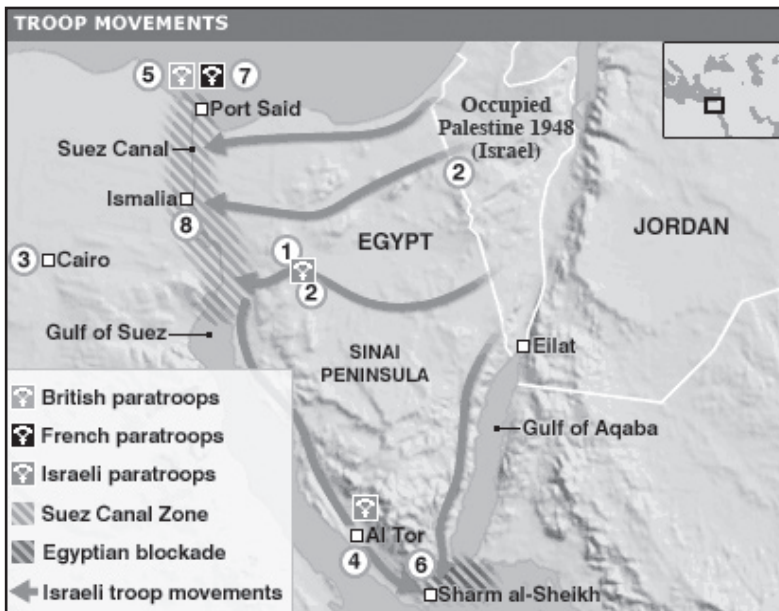 TROOP MOVEMENTS
5 7
Port Said
Suez Canal
Occupied
Palestine 1948
(Israel)
2
Ismalia
8
EGYPT
JORDAN
3 Cairo
1
2
Gulf of Suez
SINAI
PENINSULA
Eilat
Gulf of Aqaba
British paratroops
French paratroops
Israeli paratroops
Suez Canal Zone
Egyptian blockade
Israeli troop movements
Al Tor
4 6
Sharm al-Sheikh